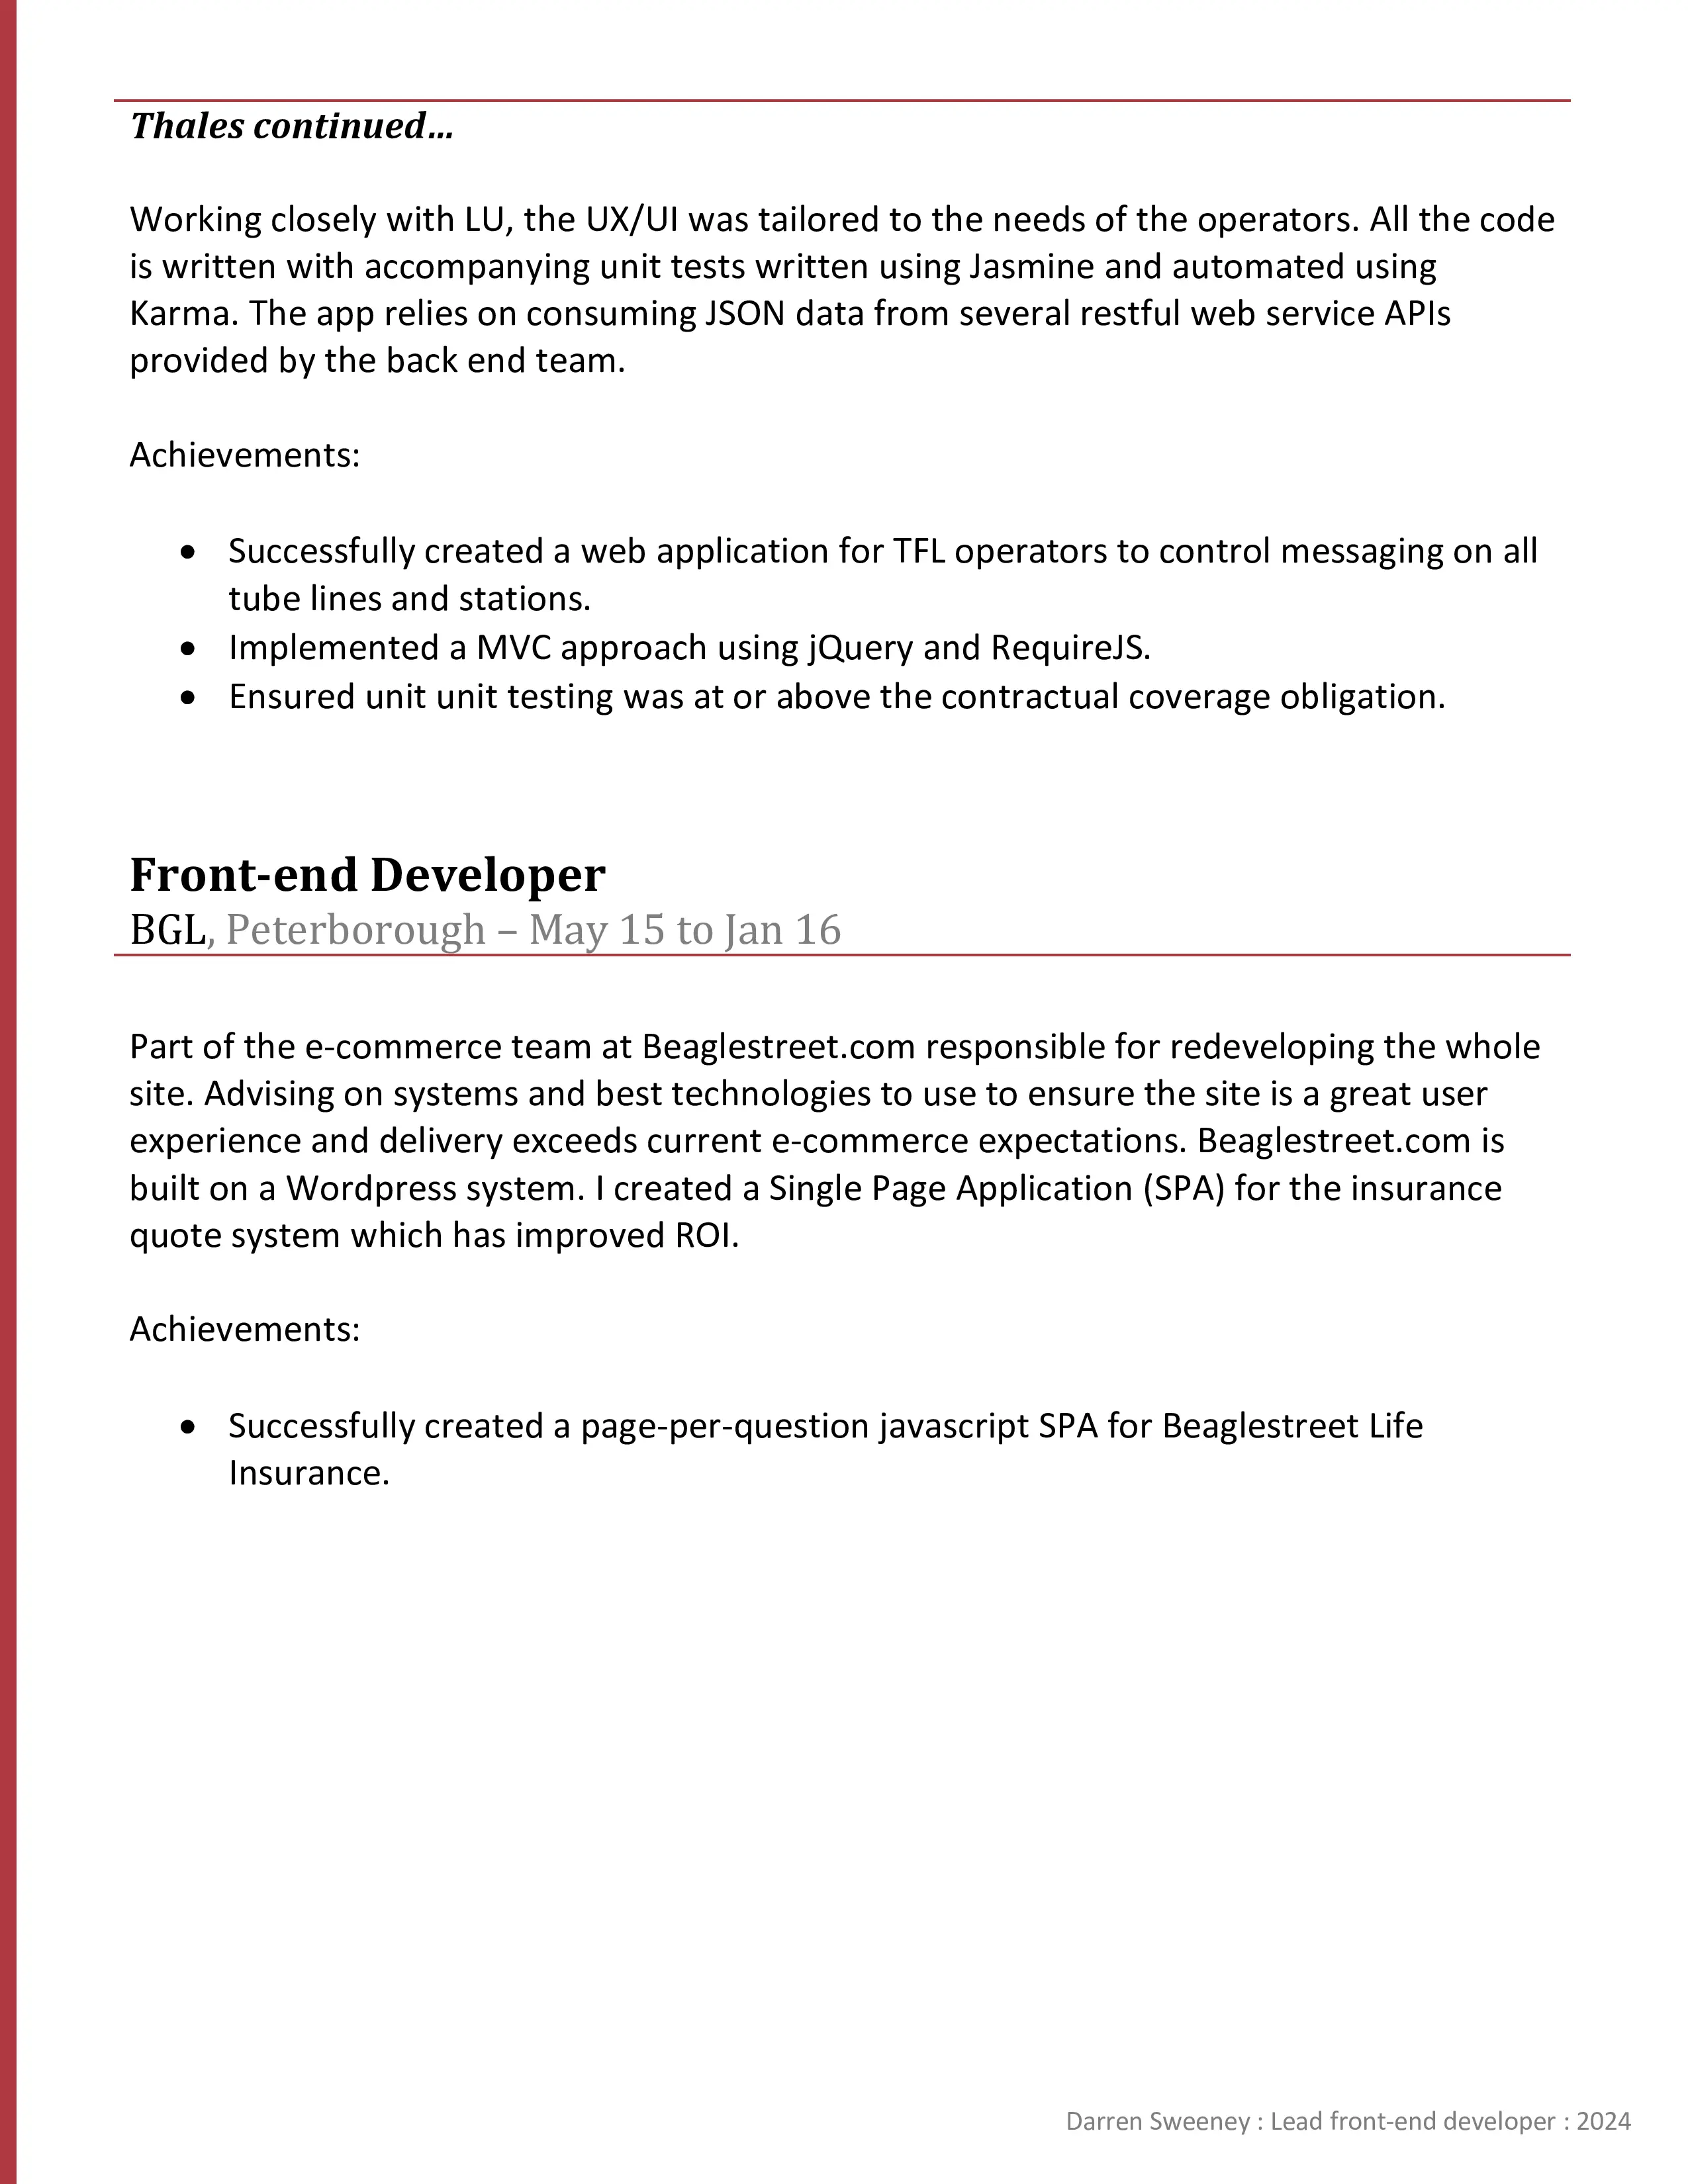 Thales continued…
Working closely with LU, the UX/UI was tailored to the needs of the operators. All the code
is written with accompanying unit tests written using Jasmine and automated using
Karma. The app relies on consuming JSON data from several restful web service APIs
provided by the back end team.
Achievements:
• Successfully created a web application for TFL operators to control messaging on all
tube lines and stations.
• Implemented a MVC approach using jQuery and RequireJS.
• Ensured unit unit testing was at or above the contractual coverage obligation.
Front-end Developer
BGL, Peterborough – May 15 to Jan 16
Part of the e-commerce team at Beaglestreet.com responsible for redeveloping the whole
site. Advising on systems and best technologies to use to ensure the site is a great user
experience and delivery exceeds current e-commerce expectations. Beaglestreet.com is
built on a Wordpress system. I created a Single Page Application (SPA) for the insurance
quote system which has improved ROI.
Achievements:
• Successfully created a page-per-question javascript SPA for Beaglestreet Life
Insurance.
Darren Sweeney : Lead front-end developer : 2024